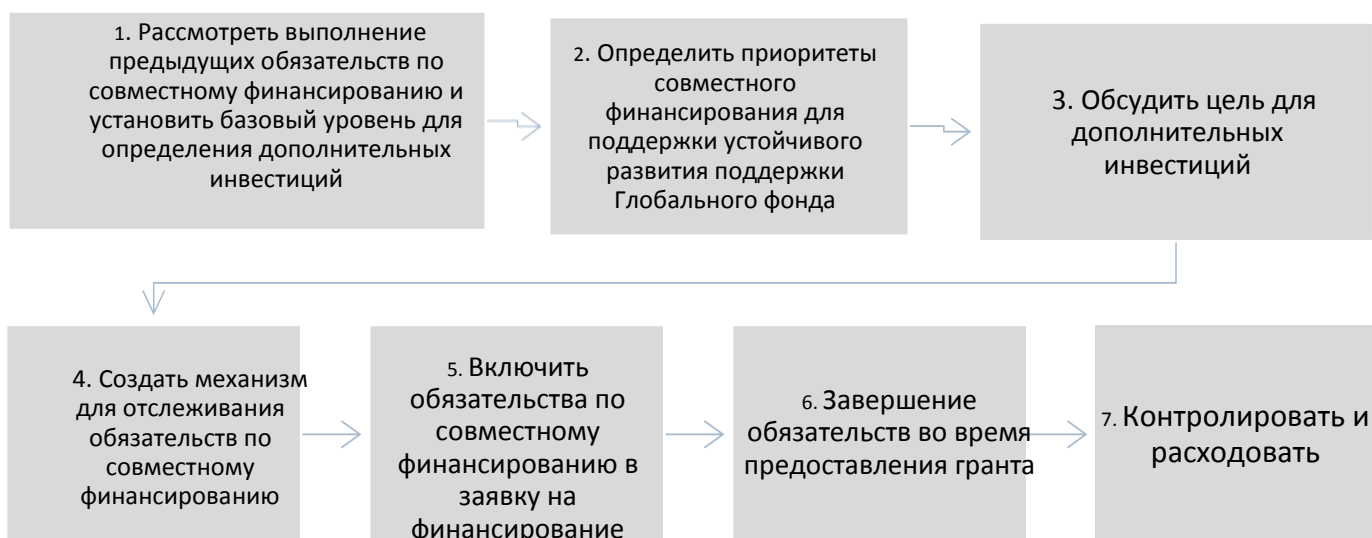 1. Рассмотреть выполнение
предыдущих обязательств по
совместному финансированию и
установить базовый уровень для
определения дополнительных
инвестиций
2. Определить приоритеты
совместного
финансирования для
поддержки устойчивого
развития поддержки
Глобального фонда
3. Обсудить цель для
дополнительных
инвестиций
4. Создать механизм
для отслеживания
обязательств по
совместному
финансированию
5. Включить
обязательства по
совместному
финансированию в
заявку на
финансирование
6. Завершение
обязательств во время
предоставления гранта
7. Контролировать и
расходовать